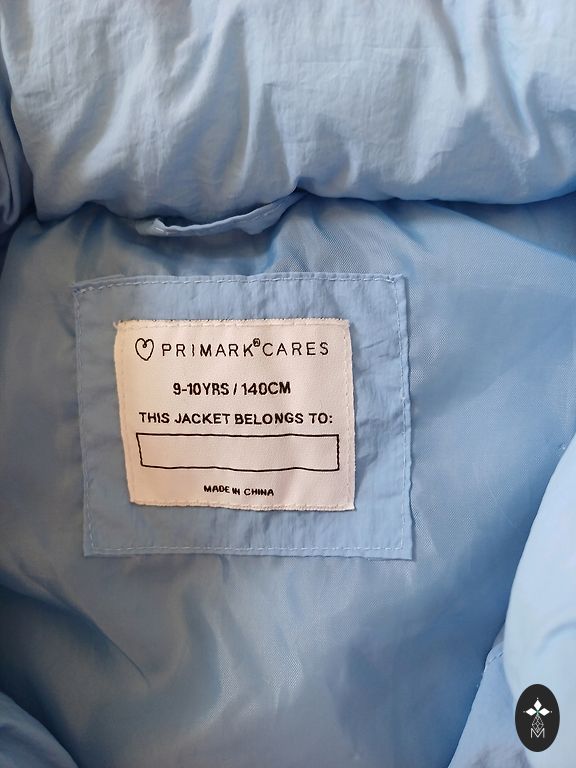 PRIMARK® CARES
9-10YRS / 140CM
THIS JACKET BELONGS TO:
MADE IN CHINA
M